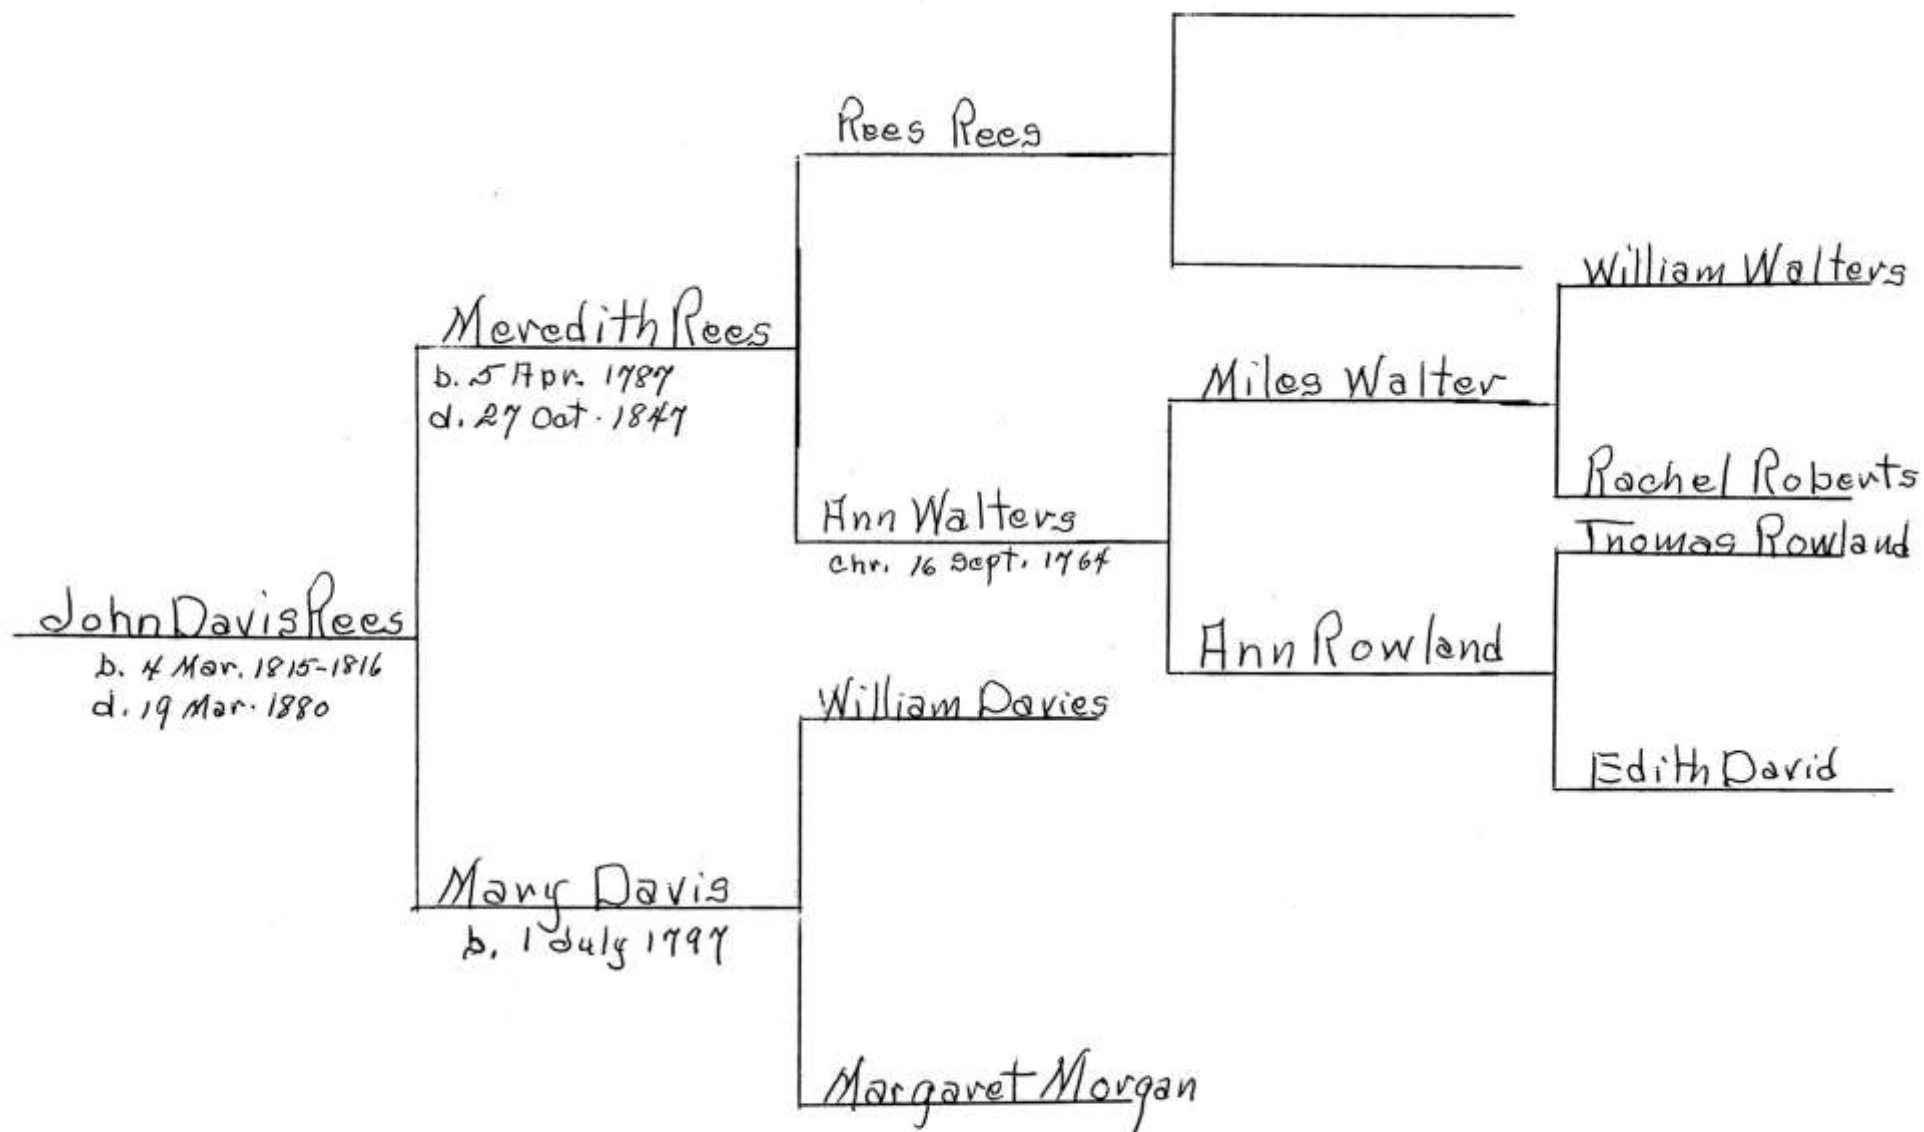 Rees Rees
William Walters
Meredith Rees
b. 5 Apr. 1787
d. 27 Oct. 1847
Miles Walter
Rachel Roberts
Ann Walters
Chr. 16 Sept. 1764
Thomas Rowland
John Davis Rees
b. 4 Mar. 1815-1816
d. 19 Mar. 1880
Ann Rowland
William Davies
Edith David
Mary Davis
b. 1 July 1797
Margaret Morgan